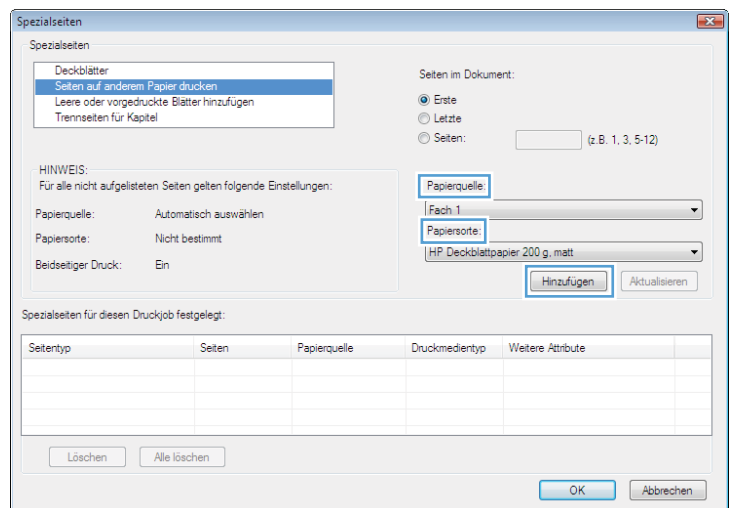 Spezialseiten
Spezialseiten
Deckblätter
Seiten auf anderem Papier drucken
Leere oder vorgedruckte Blätter hinzufügen
Trennseiten für Kapitel
Seiten im Dokument:
Erste
Letzte
Seiten: (z.B. 1, 3, 5-12)
HINWEIS:
Für alle nicht aufgelisteten Seiten gelten folgende Einstellungen:
Papierquelle: Automatisch auswählen
Papiersorte: Nicht bestimmt
Beidseitiger Druck: Ein
Papierquelle:
Fach 1
Papiersorte:
HP Deckblattpapier 200 g, matt
Hinzufügen Aktualisieren
Spezialseiten für diesen Druckjob festgelegt:
Seitentyp Seiten Papierquelle Druckmedientyp Weitere Attribute
Löschen Alle löschen
OK Abbrechen